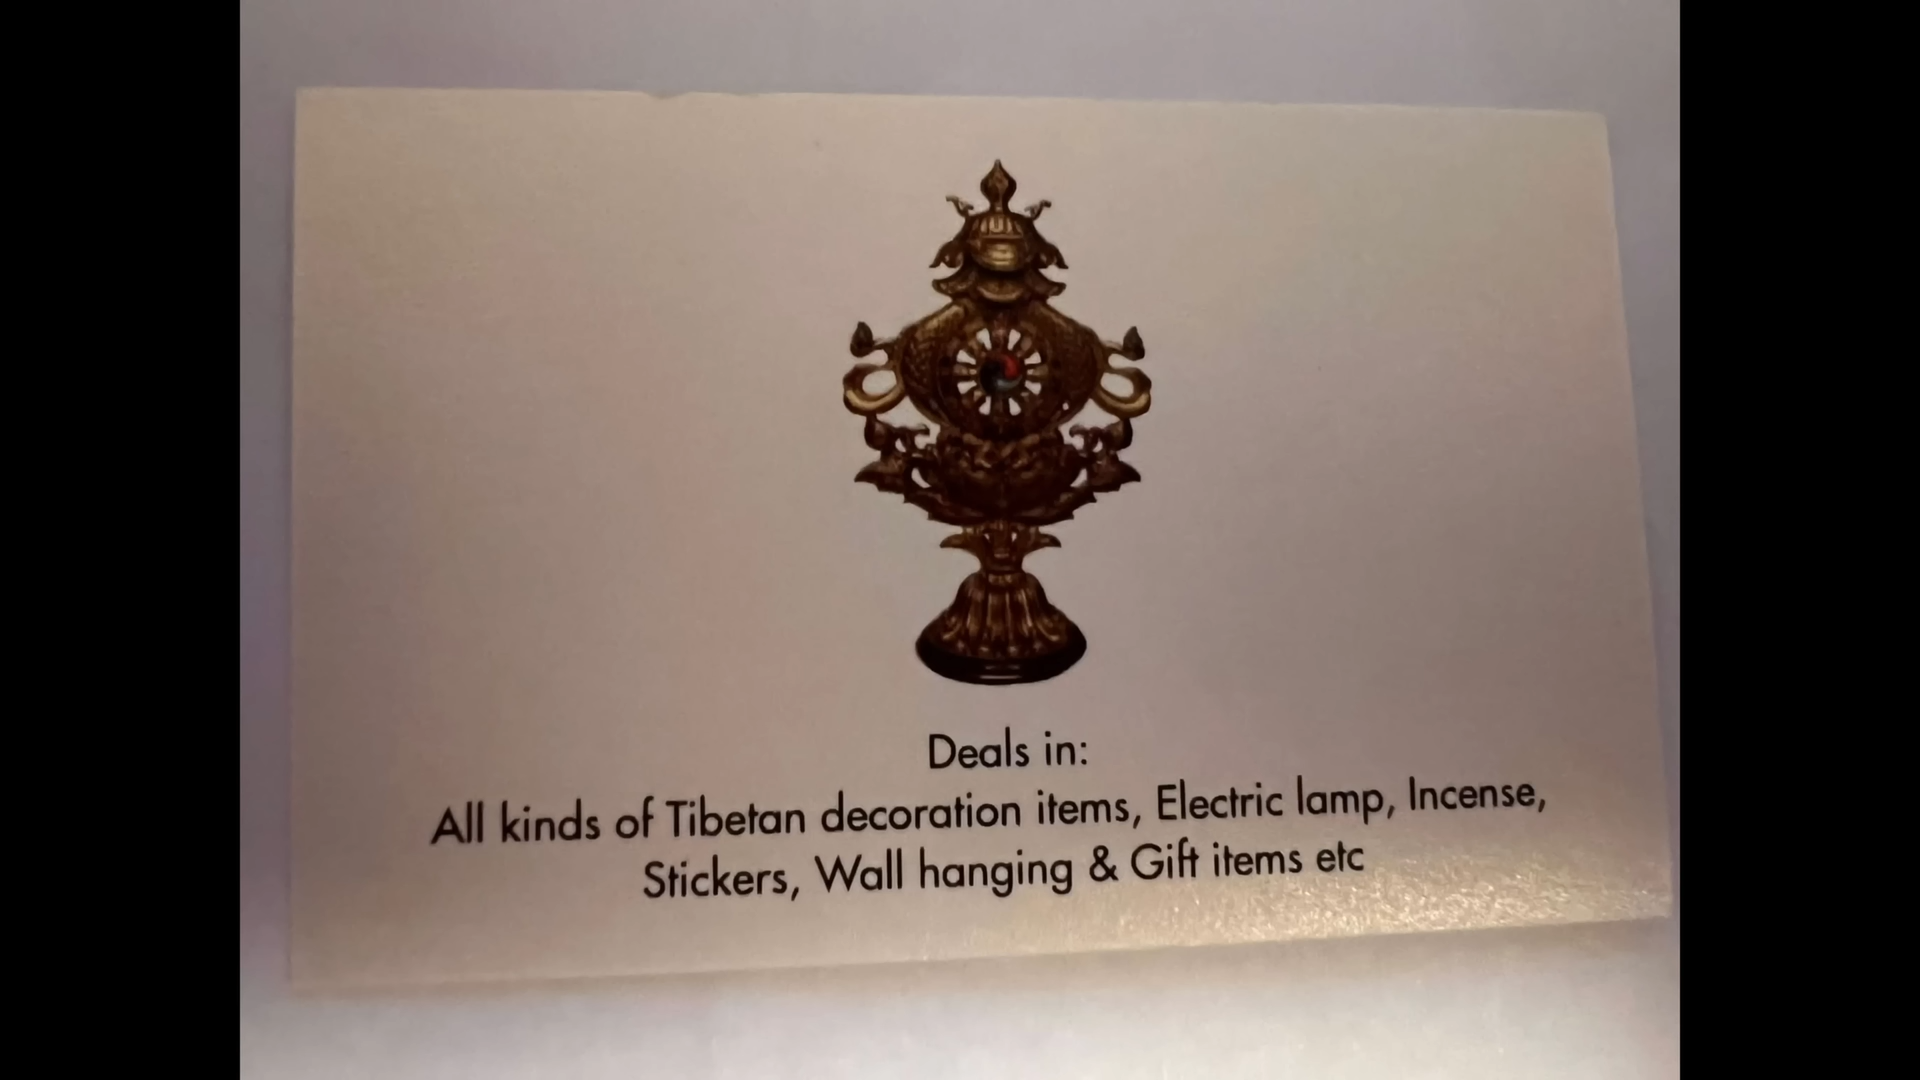 Deals in:
All kinds of Tibetan decoration items, Electric lamp, Incense,
Stickers, Wall hanging & Gift items etc